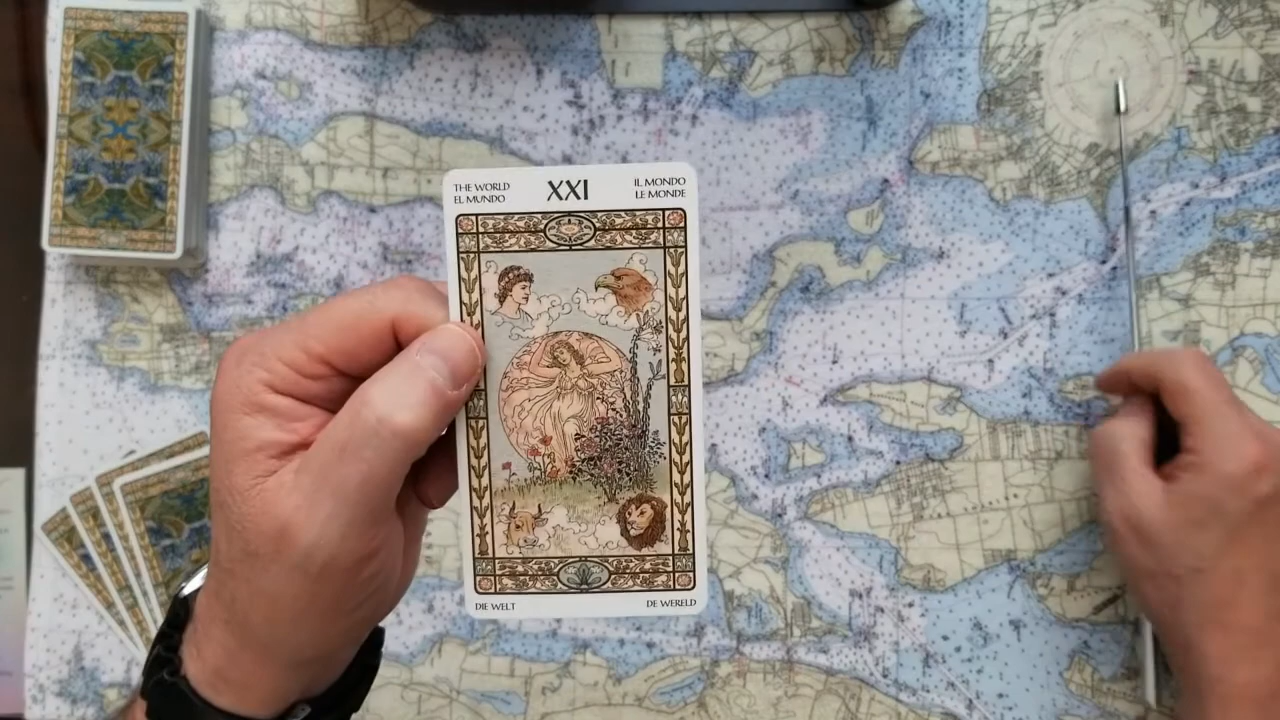 THE WORLD
EL MUNDO
XXI
IL MONDO
LE MONDE
DIE WELT
DE WERELD